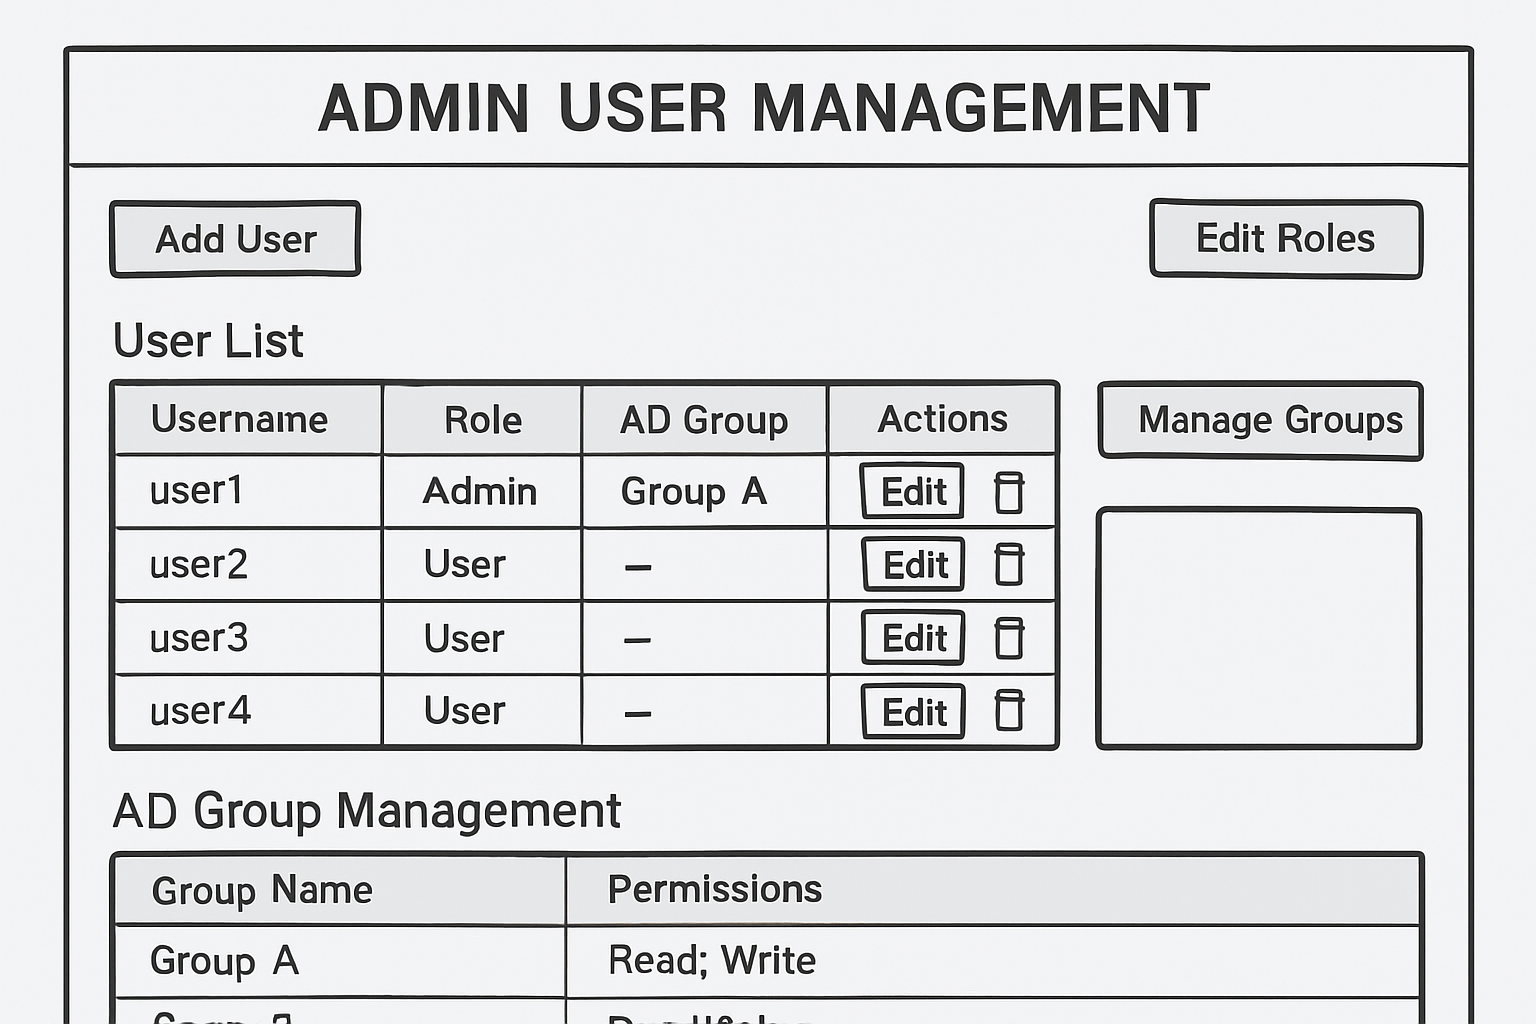 ADMIN USER MANAGEMENT
Add User
Edit Roles
User List
Username Role AD Group Actions
user1 Admin Group A Edit
user2 User – Edit
user3 User – Edit
user4 User – Edit
Manage Groups
AD Group Management
Group Name Permissions
Group A Read; Write